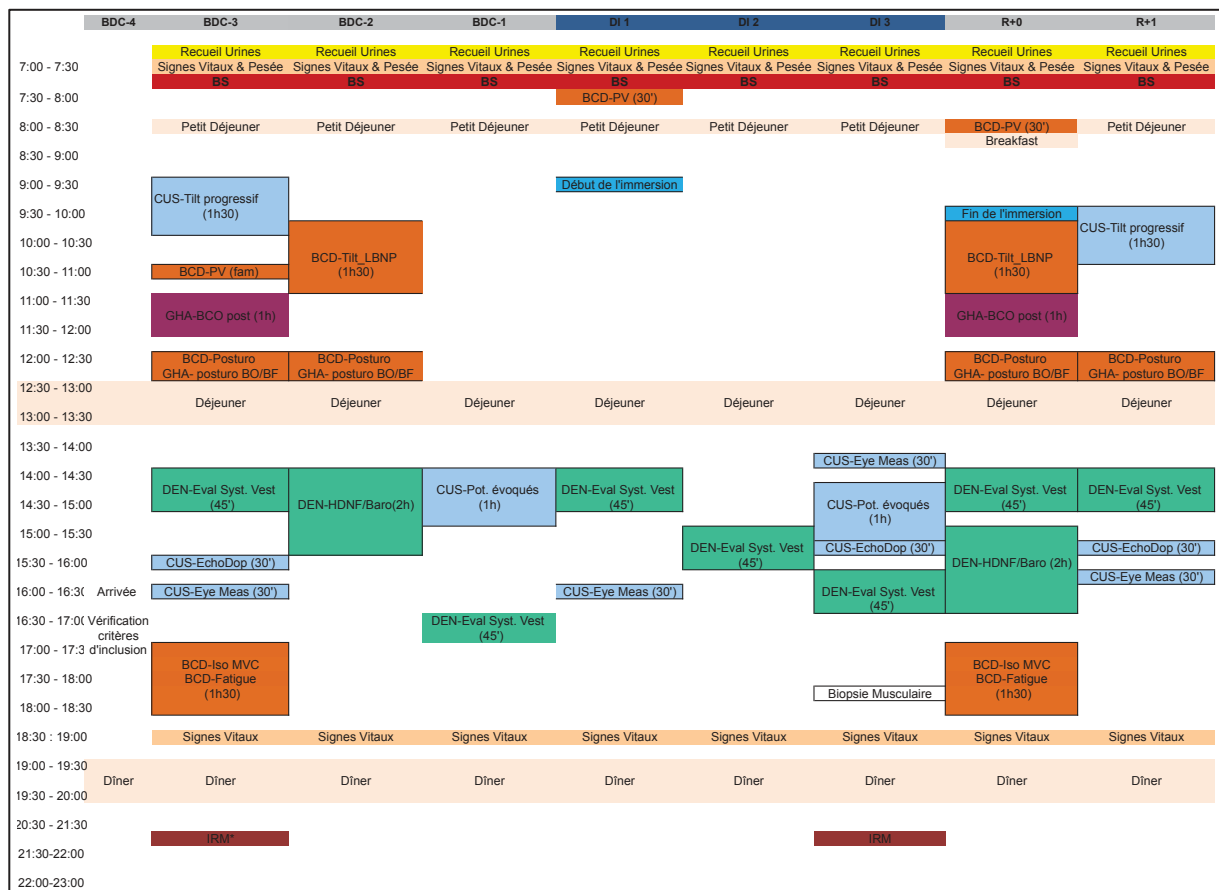 BDC-4 BDC-3 BDC-2 BDC-1 DI 1 DI 2 DI 3 R+0 R+1
Recueil Urines Recueil Urines Recueil Urines Recueil Urines Recueil Urines Recueil Urines Recueil Urines Recueil Urines
7:00 - 7:30 Signes Vitaux & Pesée Signes Vitaux & Pesée Signes Vitaux & Pesée Signes Vitaux & Pesée Signes Vitaux & Pesée Signes Vitaux & Pesée Signes Vitaux & Pesée Signes Vitaux & Pesée
BS BS BS BS BS BS BS BS
7:30 - 8:00 BCD-PV (30')
8:00 - 8:30 Petit Déjeuner Petit Déjeuner Petit Déjeuner Petit Déjeuner Petit Déjeuner Petit Déjeuner BCD-PV (30') Petit Déjeuner
Breakfast
8:30 - 9:00
9:00 - 9:30 Début de l'immersion
CUS-Tilt progressif
(1h30)
9:30 - 10:00 Fin de l'immersion
CUS-Tilt progressif
(1h30)
10:00 - 10:30
BCD-Tilt_LBNP BCD-Tilt_LBNP
(1h30) (1h30)
10:30 - 11:00 BCD-PV (fam)
11:00 - 11:30
GHA-BCO post (1h) GHA-BCO post (1h)
11:30 - 12:00
12:00 - 12:30 BCD-Posturo BCD-Posturo BCD-Posturo BCD-Posturo
GHA- posturo BO/BF GHA- posturo BO/BF GHA- posturo BO/BF GHA- posturo BO/BF
12:30 - 13:00
Déjeuner Déjeuner Déjeuner Déjeuner Déjeuner Déjeuner Déjeuner Déjeuner
13:00 - 13:30
13:30 - 14:00
CUS-Eye Meas (30')
14:00 - 14:30
DEN-Eval Syst. Vest
(45')
DEN-HDNF/Baro(2h)
CUS-Pot. évoqués
(1h)
DEN-Eval Syst. Vest
(45')
DEN-Eval Syst. Vest
(45')
DEN-Eval Syst. Vest
(45')
14:30 - 15:00
CUS-Pot. évoqués
(1h)
15:00 - 15:30
DEN-Eval Syst. Vest
(45')
CUS-EchoDop (30') CUS-EchoDop (30')
15:30 - 16:00 CUS-EchoDop (30') DEN-HDNF/Baro (2h)
CUS-Eye Meas (30')
16:00 - 16:30 Arrivée CUS-Eye Meas (30') CUS-Eye Meas (30')
DEN-Eval Syst. Vest
(45')
16:30 - 17:00 Vérification
critères
d'inclusion
DEN-Eval Syst. Vest
(45')
17:00 - 17:3
BCD-Iso MVC BCD-Iso MVC
BCD-Fatigue BCD-Fatigue
(1h30) (1h30)
17:30 - 18:00
Biopsie Musculaire
18:00 - 18:30
18:30 : 19:00 Signes Vitaux Signes Vitaux Signes Vitaux Signes Vitaux Signes Vitaux Signes Vitaux Signes Vitaux Signes Vitaux
19:00 - 19:30
Dîner Dîner Dîner Dîner Dîner Dîner Dîner Dîner Dîner
19:30 - 20:00
20:30 - 21:30
IRM* IRM
21:30-22:00
22:00-23:00